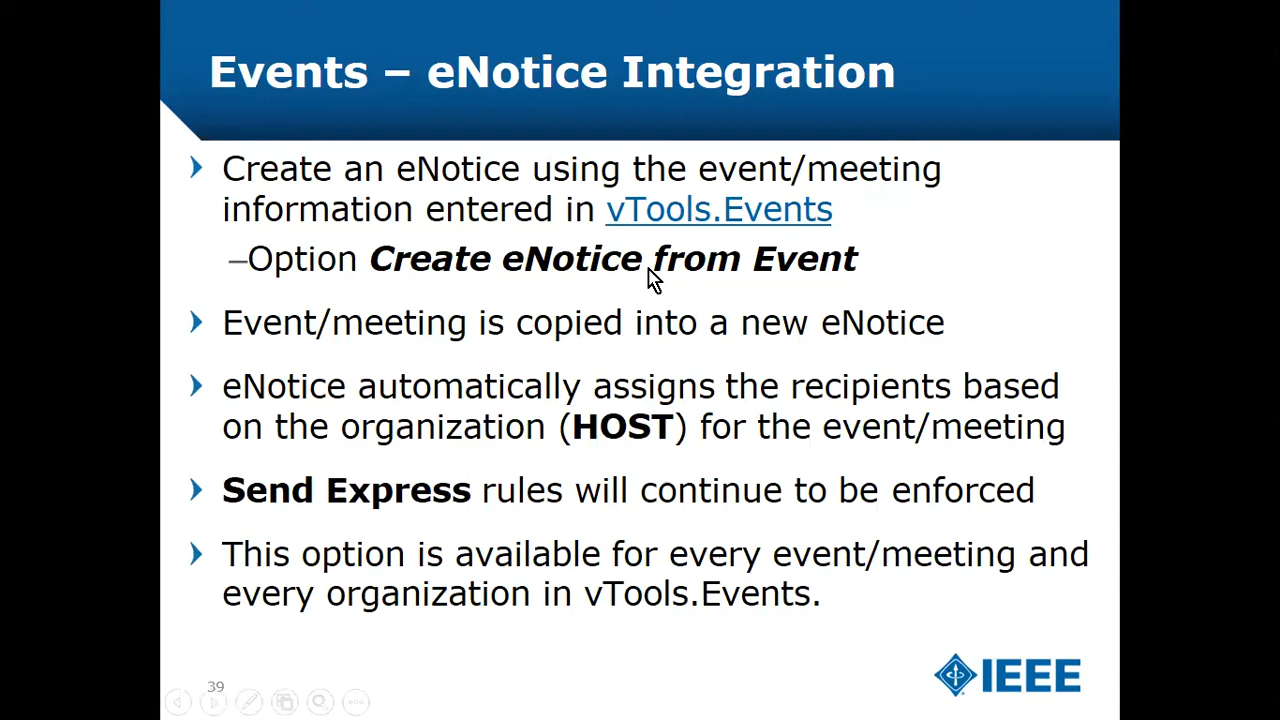 Events – eNotice Integration
Create an eNotice using the event/meeting
information entered in vTools.Events
–Option Create eNotice from Event
Event/meeting is copied into a new eNotice
eNotice automatically assigns the recipients based
on the organization (HOST) for the event/meeting
Send Express rules will continue to be enforced
This option is available for every event/meeting and
every organization in vTools.Events.
IEEE
39